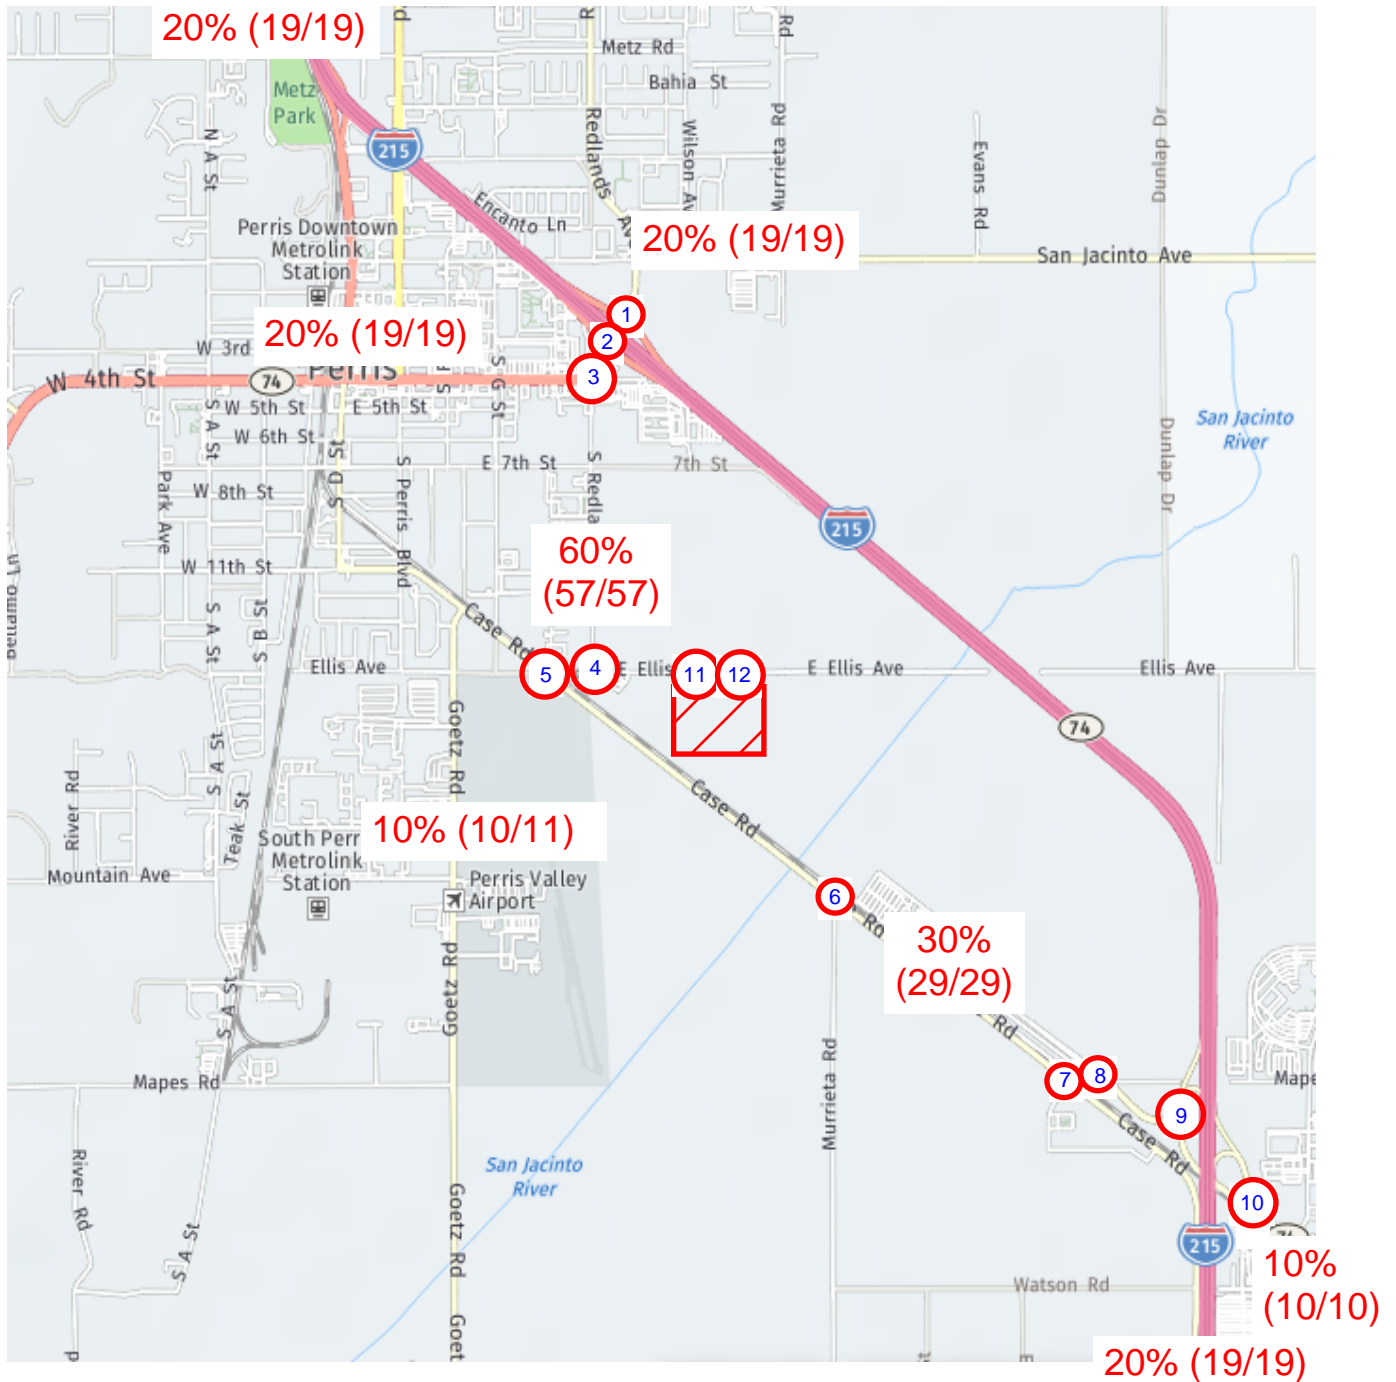 20% (19/19)
Rd
R
Rd
Metz Rd
Bahia St
Metz
Park
215
N A St
Redlands
Ave
Wilson Av
Murrieta Rd
Evans Rd
Dunlap Dr
Encanto Ln
Perris Downtown
Metrolink
Station
20% (19/19)
San Jacinto Ave
1
2
3
20% (19/19)
W 3rd
Perris
W 4th St
74
S G St
S A St
W 5th St
E 5th St
W 6th St
S D St
E 7th St
7th St
S Redla
San Jacinto
River
Dunlap Dr
Park Ave
W 8th St
S Perris Blvd
215
W 11th St
60%
(57/57)
S A St
S B St
Case Rd
Ellis Ave
5
4
E Ellis
11
12
E Ellis Ave
Ellis Ave
Goetz Rd
74
S A St
River Rd
Teak St
Case Rd
10% (10/11)
South Perr
Metrolink
Station
Mountain Ave
Perris Valley
Airport
6
Rd
30%
(29/29)
Rd
Goetz Rd
S A St
Mapes Rd
Murrieta Rd
7
8
Mape
9
Case Rd
River Rd
San Jacinto
River
Goetz Rd
10
S A St
215
74
Watson Rd
10%
(10/10)
Goet
20% (19/19)